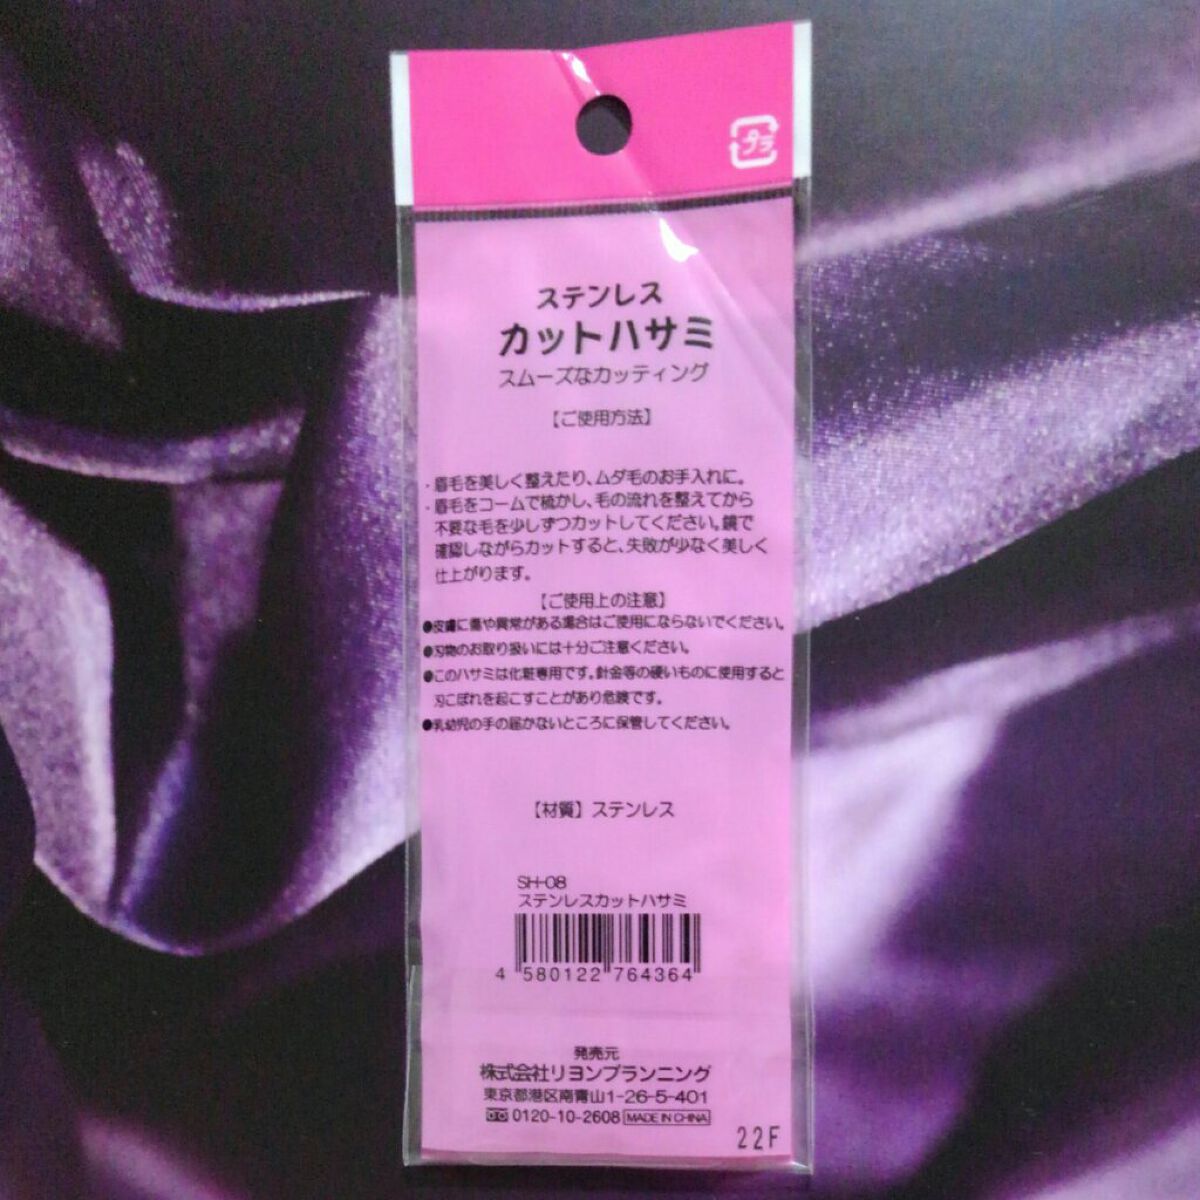 プラ
ステンレス
カットハサミ
スムーズなカッティング
【ご使用方法】
・眉毛を美しく整えたり、ムダ毛のお手入れに。
・眉毛をコームで梳かし、毛の流れを整えてから
不要な毛を少しずつカットしてください。鏡で
確認しながらカットすると、失敗が少なく美しく
仕上がります。
【ご使用上の注意】
●皮膚に傷や異常がある場合はご使用にならないでください。
●刃物のお取り扱いには十分ご注意ください。
●このハサミは化粧専用です。針金等の硬いものに使用すると
刃こぼれを起こすことがあり危険です。
●乳幼児の手の届かないところに保管してください。
【材質】ステンレス
SH-08
ステンレスカットハサミ
4 580122 764364
発売元
株式会社リヨンプランニング
東京都港区南青山1-26-5-401
0120-10-2608 MADE IN CHINA
22F